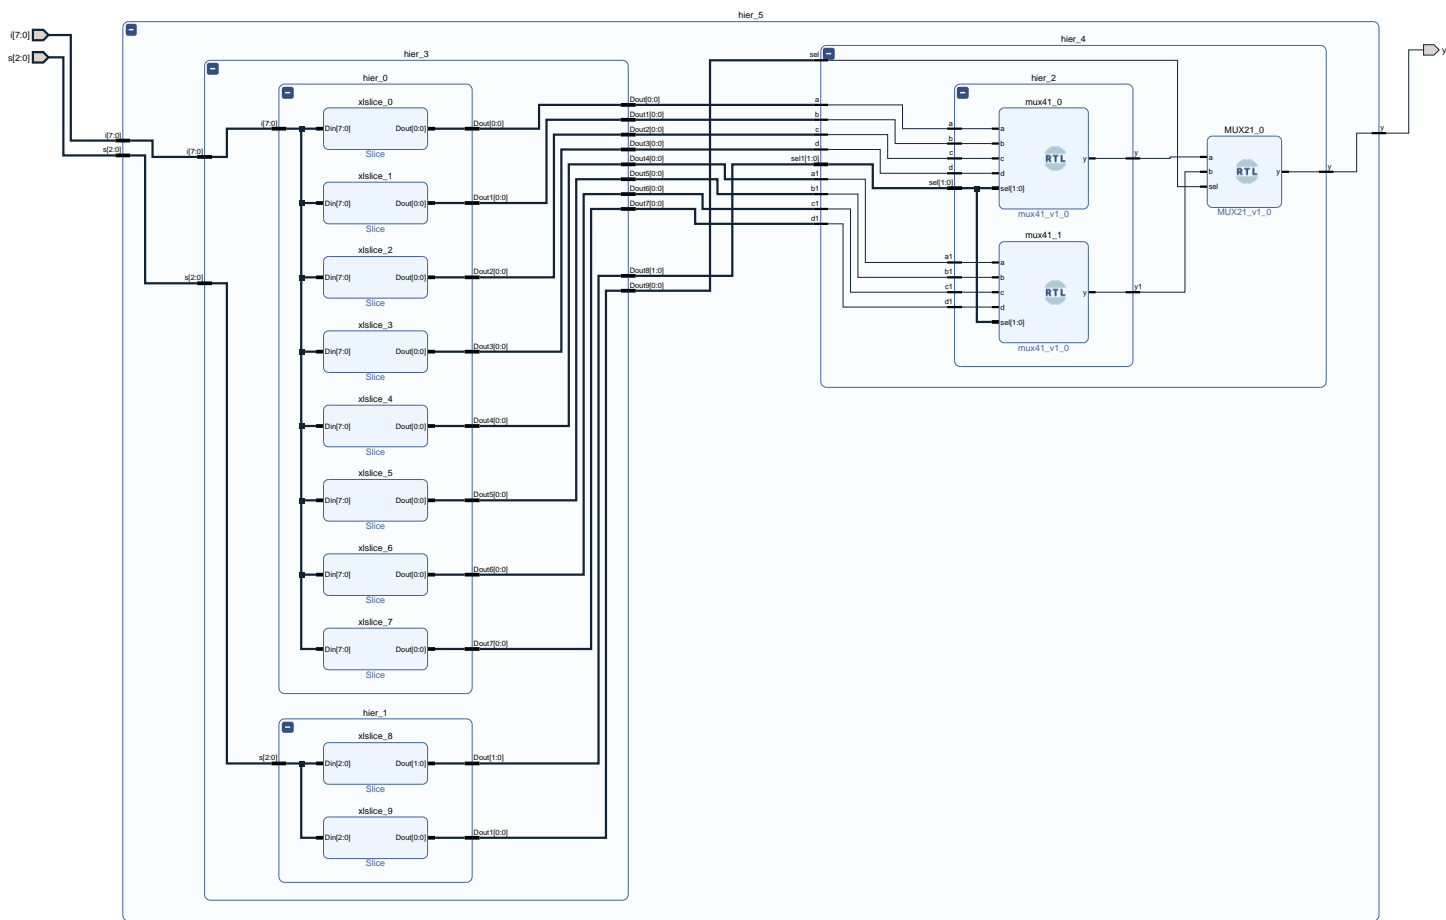 hier_5
i[7:0]
s[2:0]
y
hier_3
hier_4
sel
hier_0
hier_2
i[7:0]
s[2:0]
i[7:0]
i[7:0]
s[2:0]
xlslice_0
Din[7:0] Dout[0:0]
Slice
Dout[0:0]
xlslice_1
Din[7:0] Dout[0:0]
Slice
Dout1[0:0]
xlslice_2
Din[7:0] Dout[0:0]
Slice
Dout2[0:0]
xlslice_3
Din[7:0] Dout[0:0]
Slice
Dout3[0:0]
xlslice_4
Din[7:0] Dout[0:0]
Slice
Dout4[0:0]
xlslice_5
Din[7:0] Dout[0:0]
Slice
Dout5[0:0]
xlslice_6
Din[7:0] Dout[0:0]
Slice
Dout6[0:0]
xlslice_7
Din[7:0] Dout[0:0]
Slice
Dout7[0:0]
hier_1
s[2:0]
xlslice_8
Din[2:0] Dout[1:0]
Slice
Dout[1:0]
xlslice_9
Din[2:0] Dout[0:0]
Slice
Dout1[0:0]
Dout[0:0]
Dout1[0:0]
Dout2[0:0]
Dout3[0:0]
Dout4[0:0]
Dout5[0:0]
Dout6[0:0]
Dout7[0:0]
Dout8[1:0]
Dout9[0:0]
a
b
c
d
sel1[1:0]
a1
b1
c1
d1
a
b
c
d
sel[1:0]
a1
b1
c1
d1
mux41_0
a
b
c
d
sel[1:0]
RTL
y
mux41_v1_0
y
mux41_1
a
b
c
d
sel[1:0]
RTL
y
mux41_v1_0
y1
MUX21_0
a
b
sel
RTL
y
MUX21_v1_0
y
y